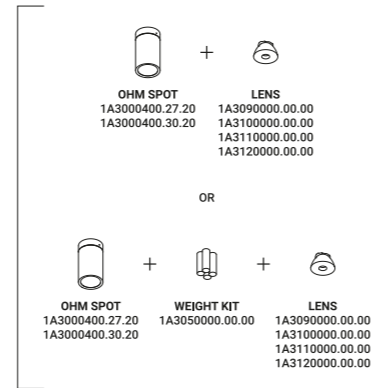 +
OHM SPOT
1A3000400.27.20
1A3000400.30.20
LENS
1A3090000.00.00
1A3100000.00.00
1A3110000.00.00
1A3120000.00.00
OR
+
+
OHM SPOT
1A3000400.27.20
1A3000400.30.20
WEIGHT KIT
1A3050000.00.00
LENS
1A3090000.00.00
1A3100000.00.00
1A3110000.00.00
1A3120000.00.00